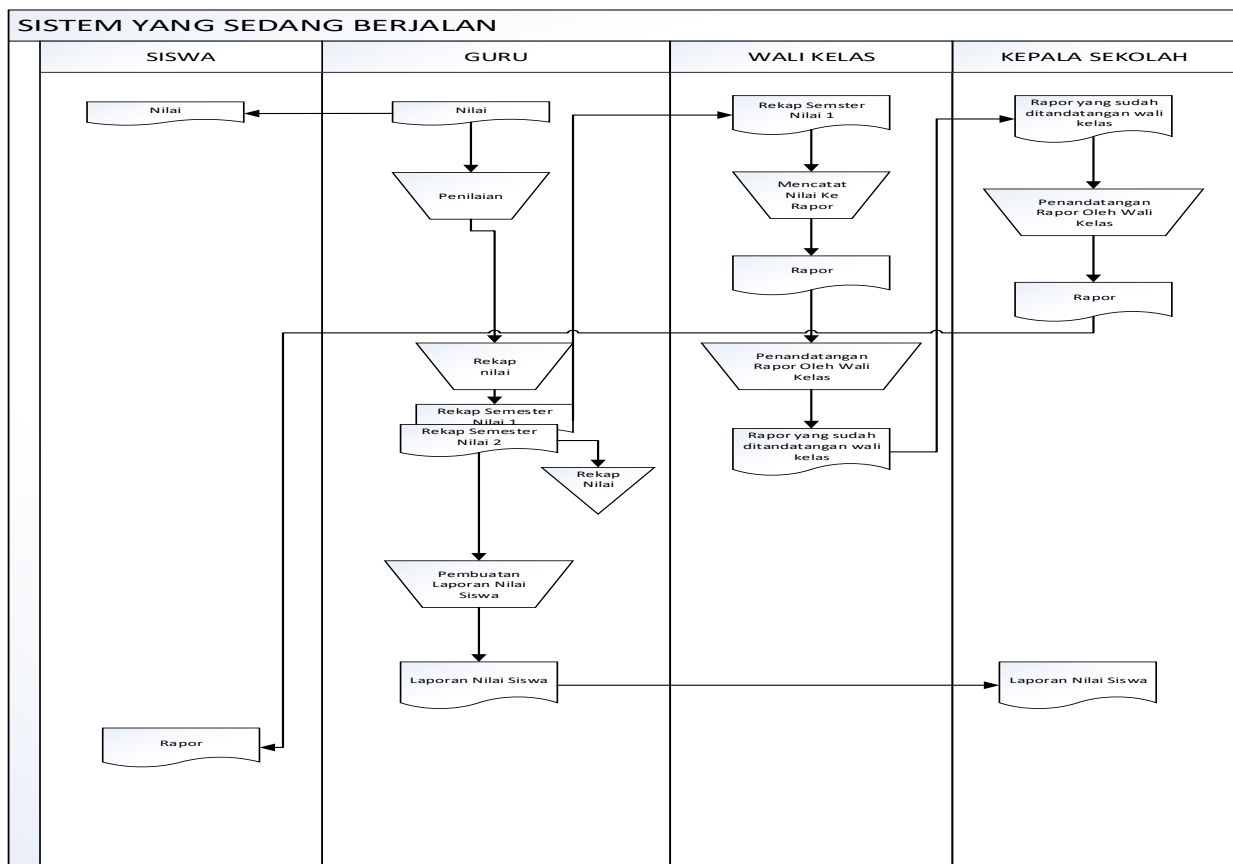 SISTEM YANG SEDANG BERJALAN
SISWA
GURU
WALI KELAS
KEPALA SEKOLAH
Nilai
Rapor
Nilai
Penilaian
Rekap
nilai
Rekap Semester
Nilai 1
Rekap Semester
Nilai 2
Rekap
Nilai
Pembuatan
Laporan Nilai
Siswa
Laporan Nilai Siswa
Rekap Semster
Nilai 1
Mencatat
Nilai Ke
Rapor
Rapor
Penandatangan
Rapor Oleh Wali
Kelas
Rapor yang sudah
ditandatangan wali
kelas
Rapor yang sudah
ditandatangan wali
kelas
Penandatangan
Rapor Oleh Wali
Kelas
Rapor
Laporan Nilai Siswa